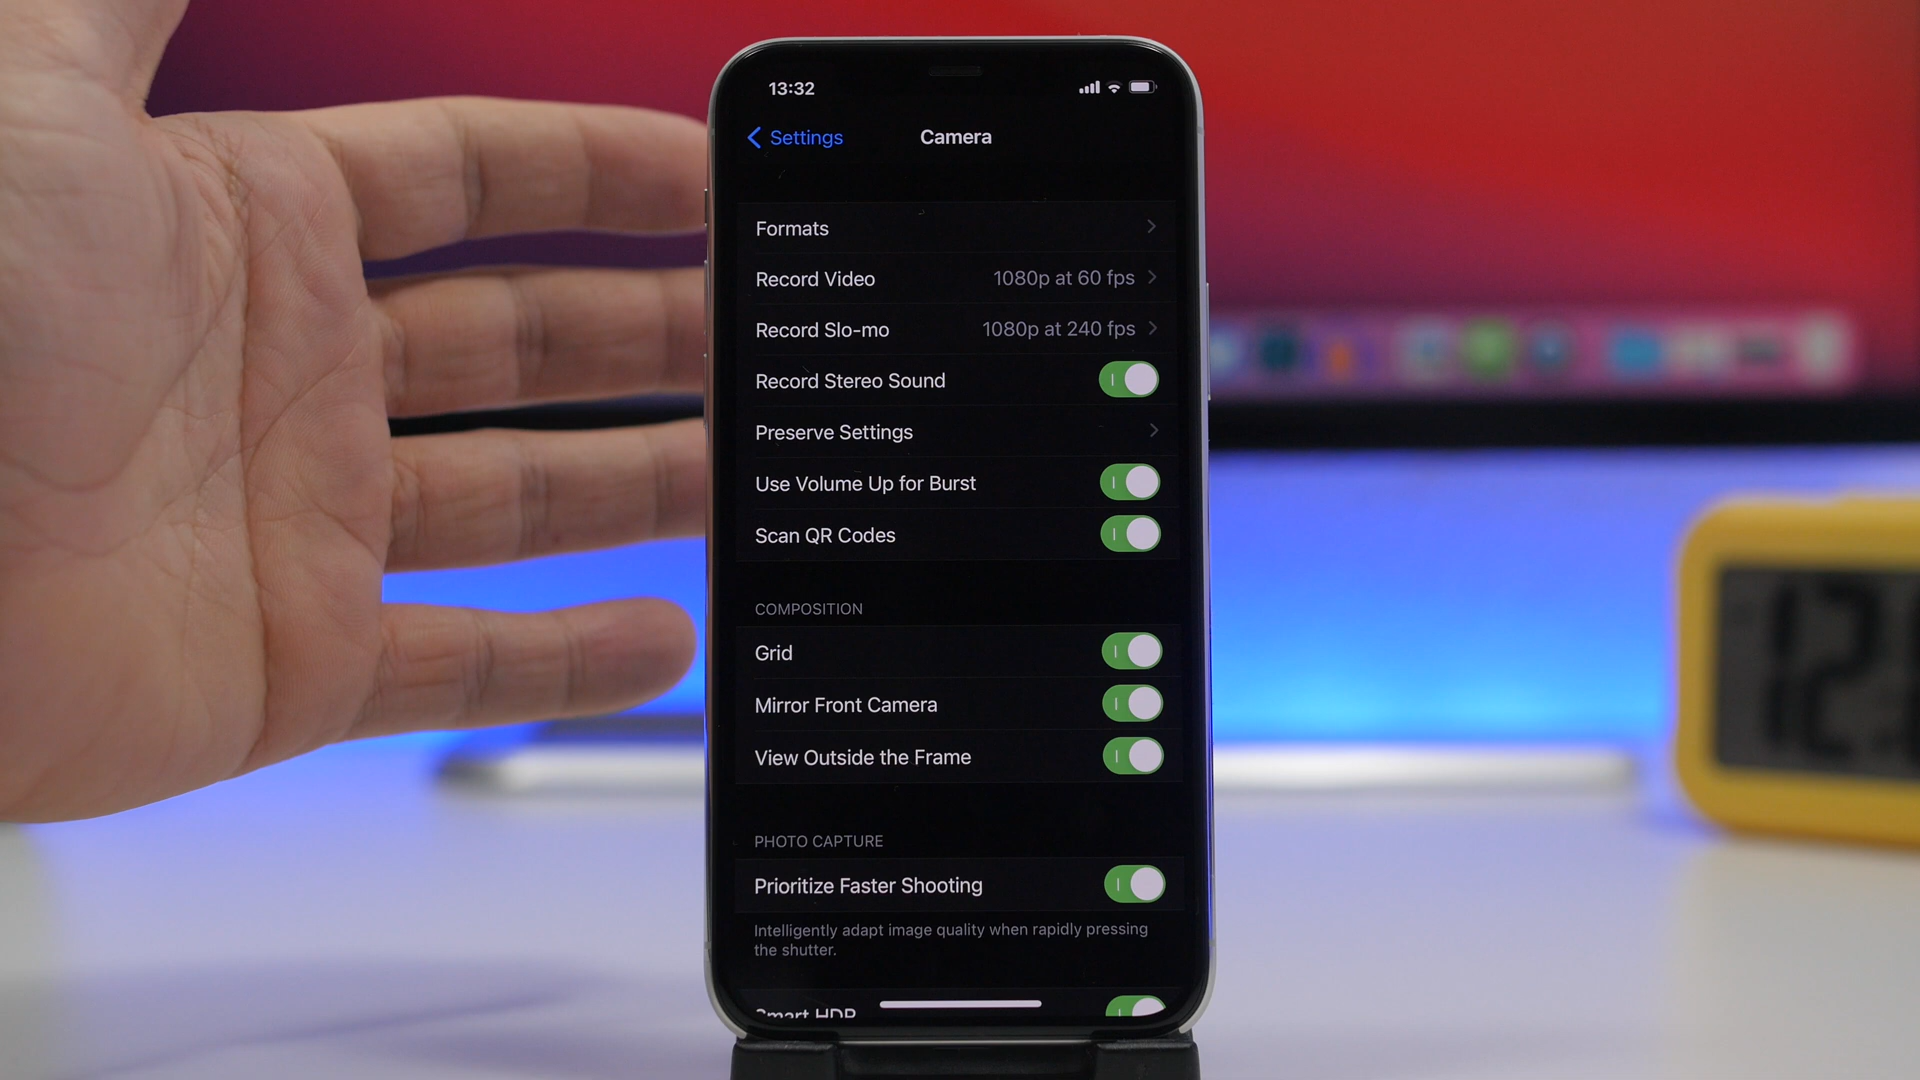 13:32
Settings
Camera
Formats
Record Video 1080p at 60 fps
Record Slo-mo 1080p at 240 fps
Record Stereo Sound
Preserve Settings
Use Volume Up for Burst
Scan QR Codes
COMPOSITION
Grid
Mirror Front Camera
View Outside the Frame
PHOTO CAPTURE
Prioritize Faster Shooting
Intelligently adapt image quality when rapidly pressing
the shutter.
Smart HDR